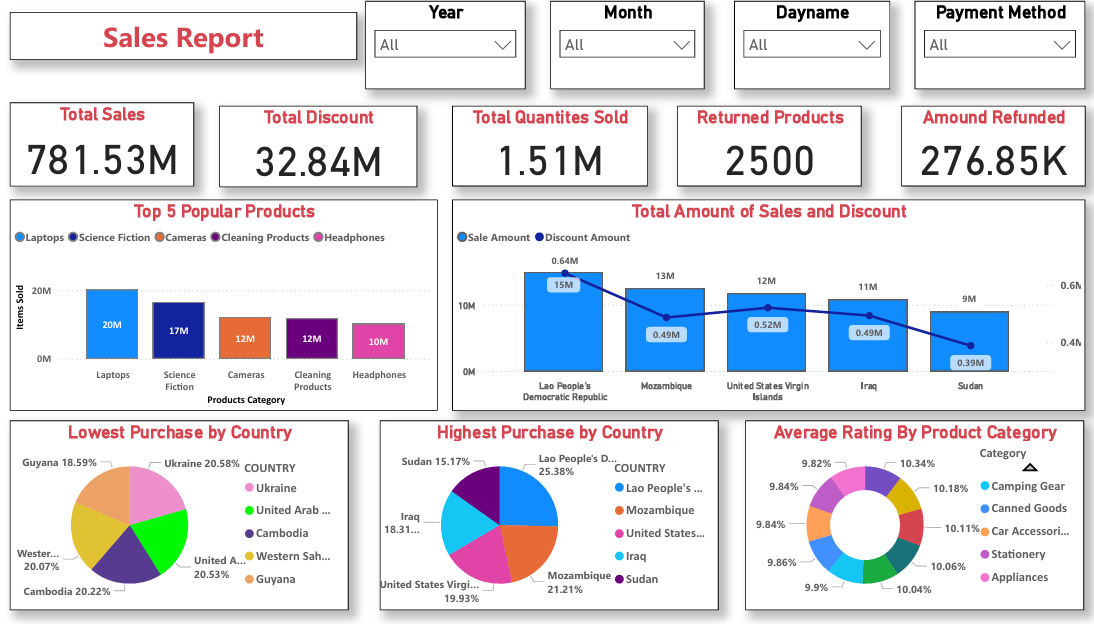 Sales Report
Year
All
Month
All
Dayname
All
Payment Method
All
Total Sales
781.53M
Total Discount
32.84M
Total Quantites Sold
1.51M
Returned Products
2500
Amound Refunded
276.85K
Top 5 Popular Products
Laptops Science Fiction Cameras Cleaning Products Headphones
Items Sold
20M
0M
20M
17M
12M
12M
10M
Laptops
Science
Fiction
Cameras
Cleaning
Products
Headphones
Products Category
Total Amount of Sales and Discount
Sale Amount Discount Amount
10M
0M
0.64M
15M
13M
0.49M
12M
0.52M
11M
0.49M
9M
0.39M
0.6M
0.4M
Lao People's
Democratic Republic
Mozambique
United States Virgin
Islands
Iraq
Sudan
Lowest Purchase by Country
Guyana 18.59%
Ukraine 20.58%
Wester...
20.07%
United A...
20.53%
Cambodia 20.22%
COUNTRY
Ukraine
United Arab ...
Cambodia
Western Sah...
Guyana
Highest Purchase by Country
Sudan 15.17%
Lao People's D...
25.38%
Iraq
18.31...
Mozambique
21.21%
United States Virgi...
19.93%
COUNTRY
Lao People's ...
Mozambique
United States...
Iraq
Sudan
Average Rating By Product Category
9.82%
10.34%
9.84%
10.18%
9.84%
10.11%
9.86%
10.06%
9.9%
10.04%
Category
Camping Gear
Canned Goods
Car Accessori...
Stationery
Appliances